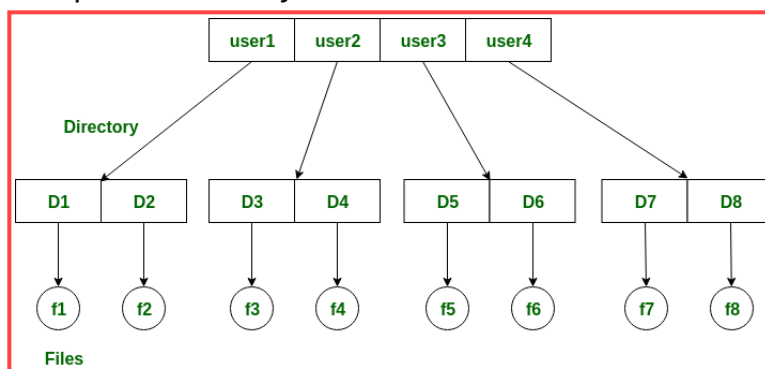 user1 user2 user3 user4
Directory
D1 D2 D3 D4 D5 D6 D7 D8
f1 f2 f3 f4 f5 f6 f7 f8
Files